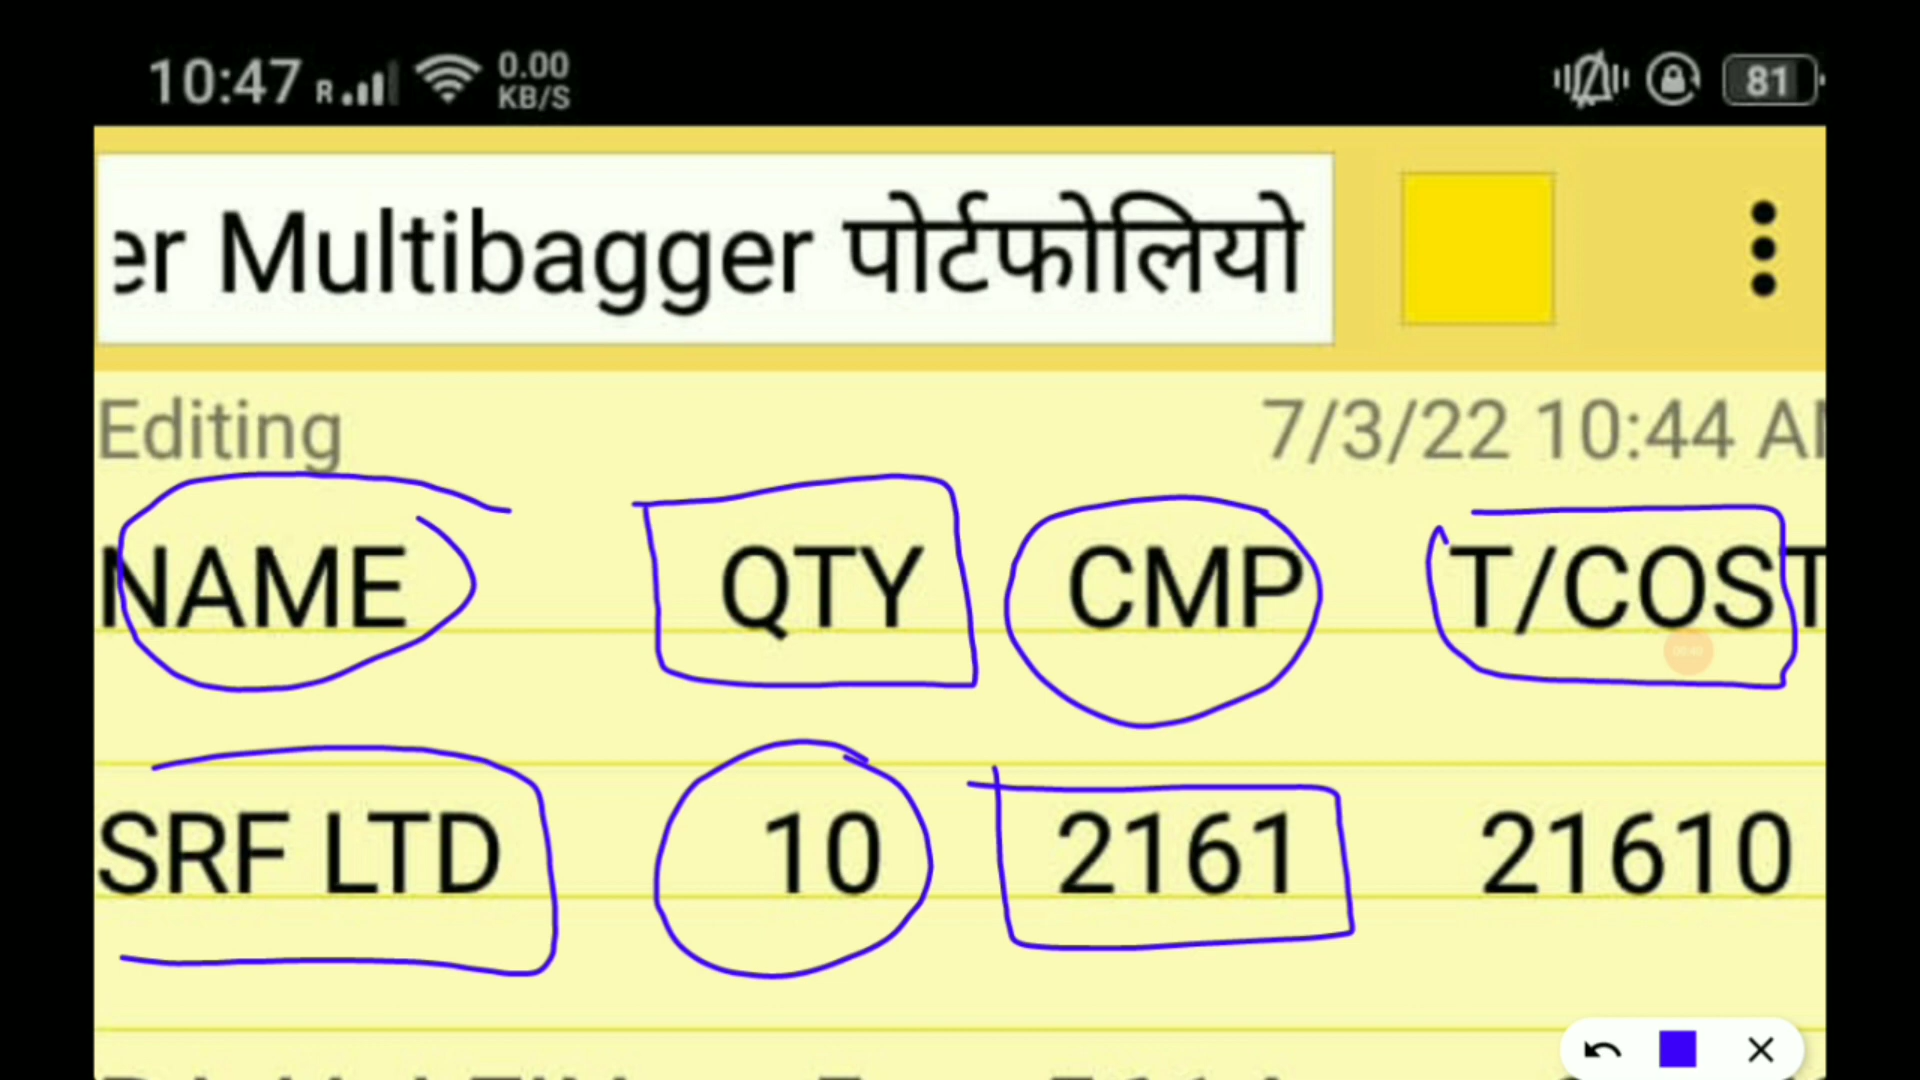 10:47 R 0.00 KB/S 81
er Multibagger पोर्टफोलियो
Editing 7/3/22 10:44 A
NAME QTY CMP T/COST
SRF LTD 10 2161 21610